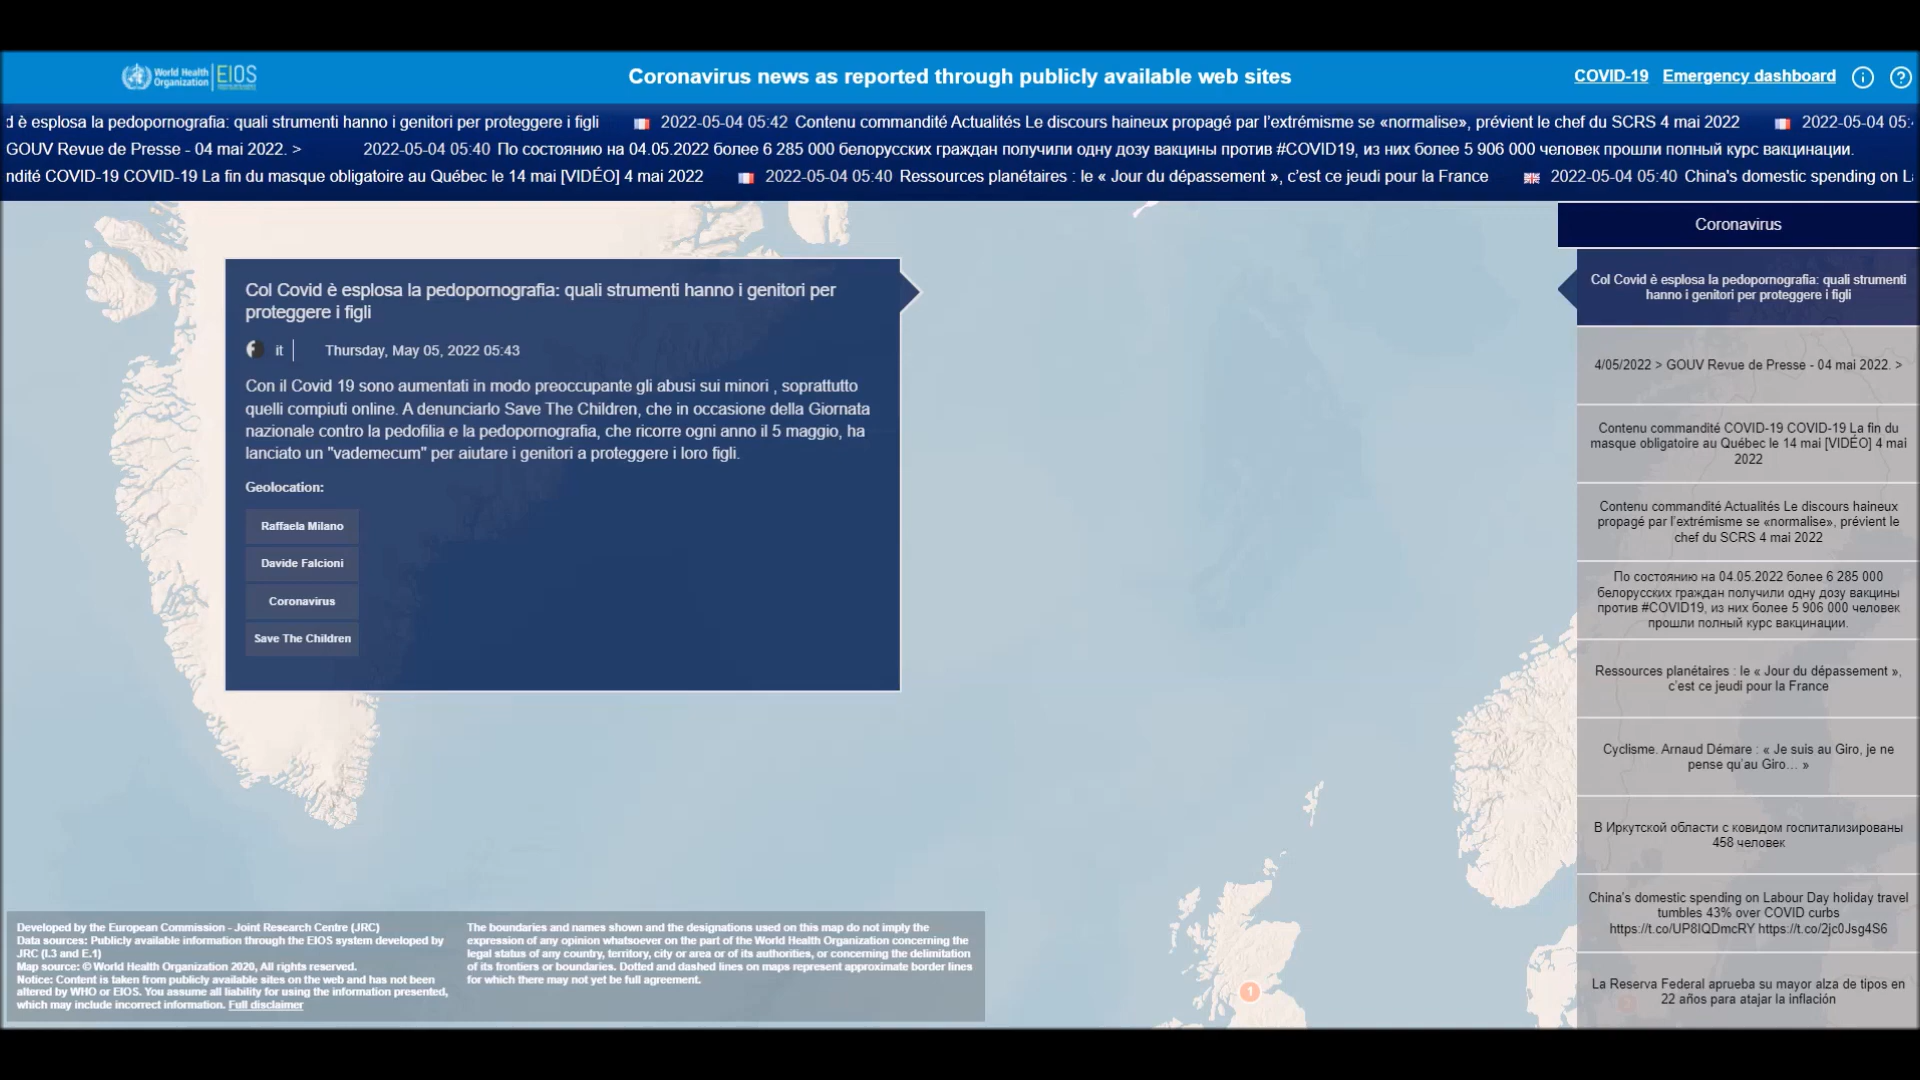 World Health
Organization
EIOS
Coronavirus news as reported through publicly available web sites
COVID-19
Emergency dashboard
d è esplosa la pedopornografia: quali strumenti hanno i genitori per proteggere i figli 2022-05-04 05:42 Contenu commandité Actualités Le discours haineux propagé par l'extrémisme se «normalise», prévient le chef du SCRS 4 mai 2022 2022-05-04 05:4
GOUV Revue de Presse - 04 mai 2022. > 2022-05-04 05:40 По состоянию на 04.05.2022 более 6 285 000 белорусских граждан получили одну дозу вакцины против #COVID19, из них более 5 906 000 человек прошли полный курс вакцинации.
ndité COVID-19 COVID-19 La fin du masque obligatoire au Québec le 14 mai [VIDÉO] 4 mai 2022 2022-05-04 05:40 Ressources planétaires : le « Jour du dépassement », c'est ce jeudi pour la France 2022-05-04 05:40 China's domestic spending on La
Col Covid è esplosa la pedopornografia: quali strumenti hanno i genitori per
proteggere i figli
it
Thursday, May 05, 2022 05:43
Con il Covid 19 sono aumentati in modo preoccupante gli abusi sui minori , soprattutto
quelli compiuti online. A denunciarlo Save The Children, che in occasione della Giornata
nazionale contro la pedofilia e la pedopornografia, che ricorre ogni anno il 5 maggio, ha
lanciato un "vademecum" per aiutare i genitori a proteggere i loro figli.
Geolocation:
Raffaela Milano
Davide Falcioni
Coronavirus
Save The Children
Coronavirus
Col Covid è esplosa la pedopornografia: quali strumenti
hanno i genitori per proteggere i figli
4/05/2022 > GOUV Revue de Presse - 04 mai 2022. >
Contenu commandité COVID-19 COVID-19 La fin du
masque obligatoire au Québec le 14 mai [VIDÉO] 4 mai
2022
Contenu commandité Actualités Le discours haineux
propagé par l'extrémisme se «normalise», prévient le
chef du SCRS 4 mai 2022
По состоянию на 04.05.2022 более 6 285 000
белорусских граждан получили одну дозу вакцины
против #COVID19, из них более 5 906 000 человек
прошли полный курс вакцинации.
Ressources planétaires : le « Jour du dépassement »,
c'est ce jeudi pour la France
Cyclisme. Arnaud Démare : « Je suis au Giro, je ne
pense qu'au Giro… »
В Иркутской области с ковидом госпитализированы
458 человек
China's domestic spending on Labour Day holiday travel
tumbles 43% over COVID curbs
https://t.co/UP8IQDmcRY https://t.co/2jc0Jsg4S6
La Reserva Federal aprueba su mayor alza de tipos en
22 años para atajar la inflación
1
Developed by the European Commission - Joint Research Centre (JRC)
Data sources: Publicly available information through the EIOS system developed by
JRC (I.3 and E.1)
Map source: © World Health Organization 2020, All rights reserved.
Notice: Content is taken from publicly available sites on the web and has not been
altered by WHO or EIOS. You assume all liability for using the information presented,
which may include incorrect information. Full disclaimer
The boundaries and names shown and the designations used on this map do not imply the
expression of any opinion whatsoever on the part of the World Health Organization concerning the
legal status of any country, territory, city or area or of its authorities, or concerning the delimitation
of its frontiers or boundaries. Dotted and dashed lines on maps represent approximate border lines
for which there may not yet be full agreement.